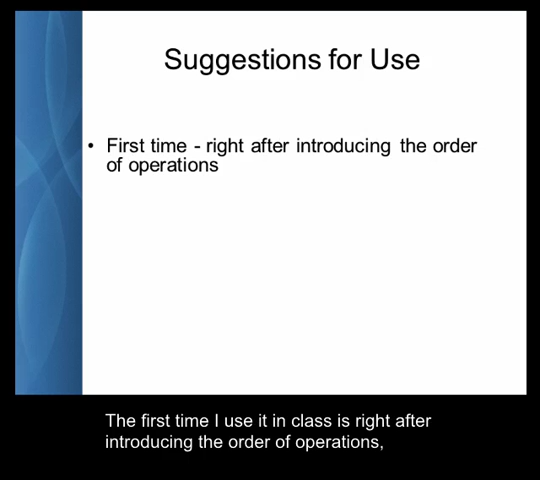 Suggestions for Use
• First time - right after introducing the order
of operations
The first time I use it in class is right after
introducing the order of operations,